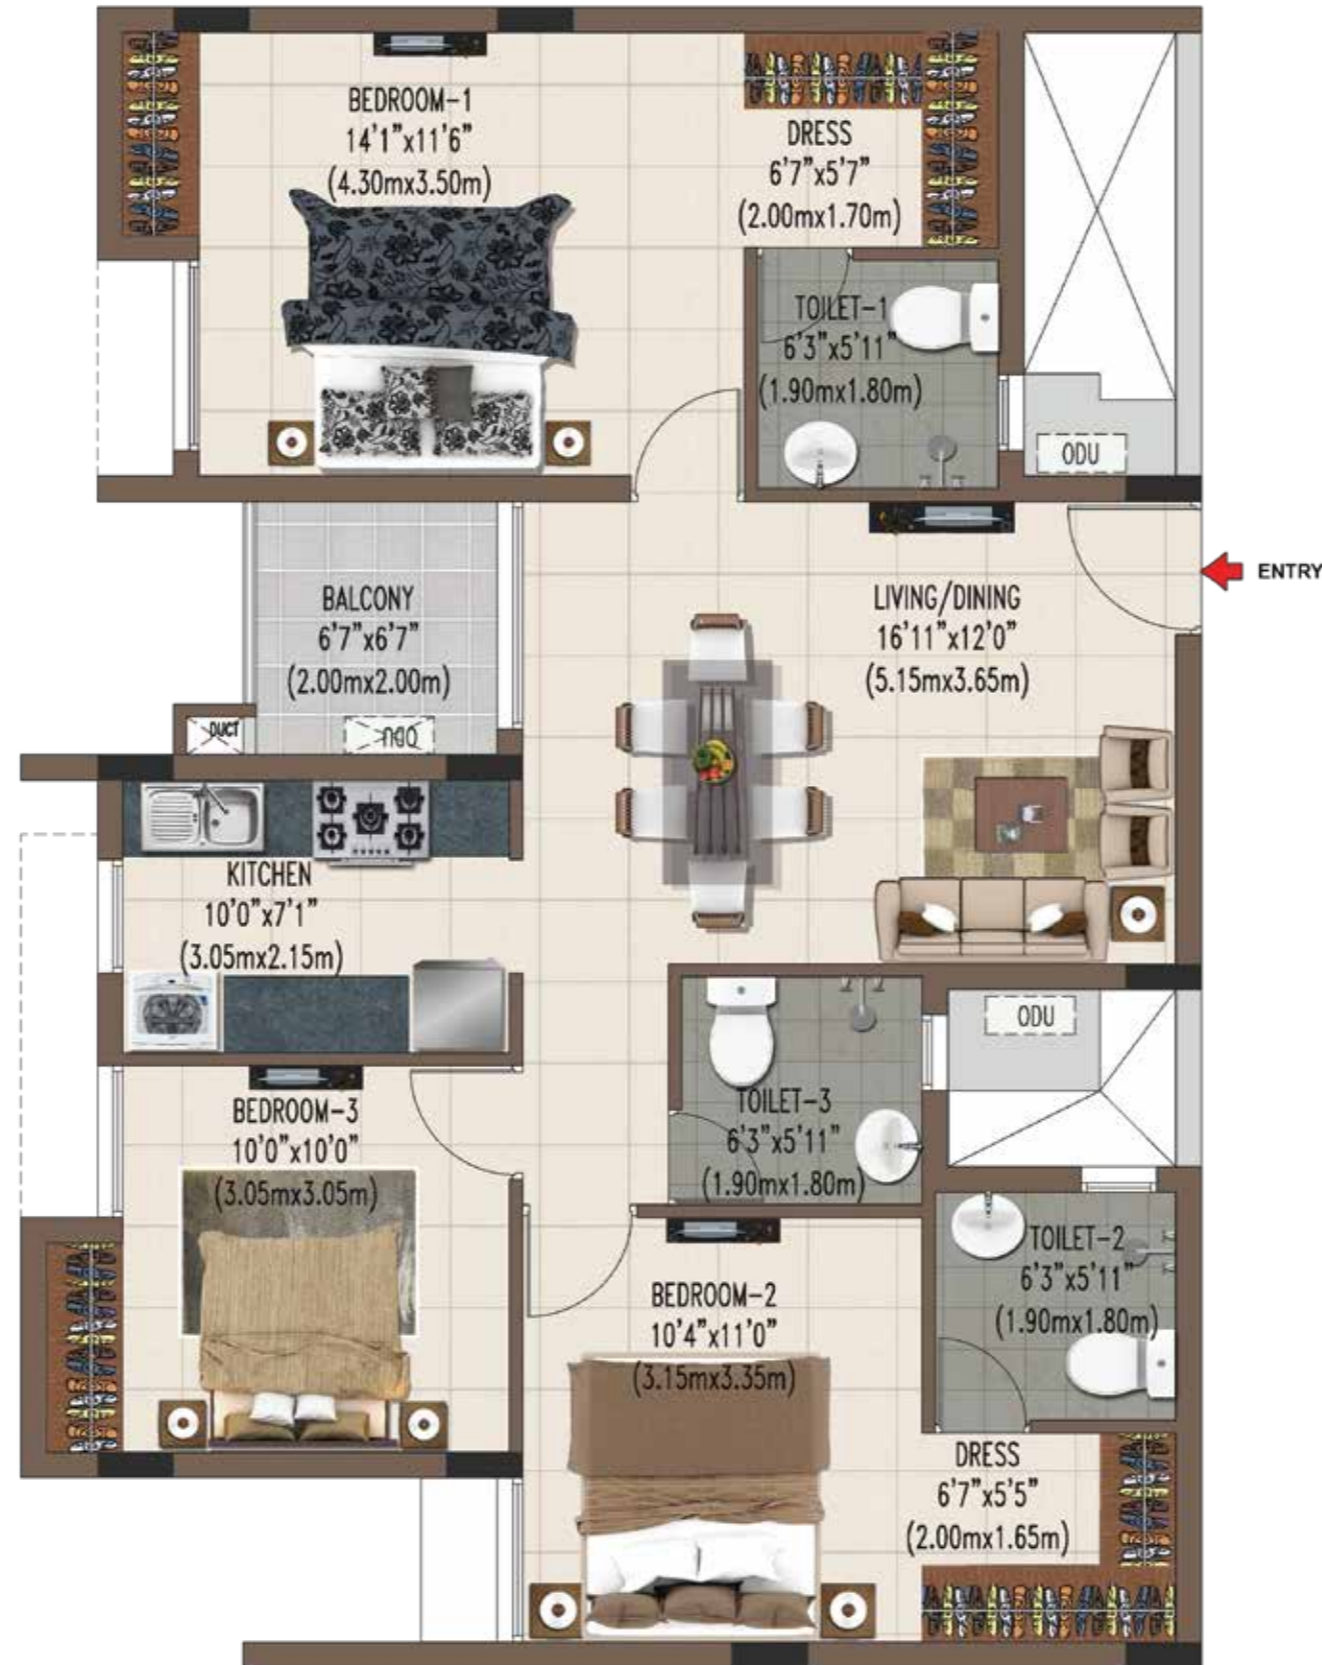 BEDROOM-1
14'1"x11'6"
(4.30mx3.50m)
DRESS
6'7"x5'7"
(2.00mx1.70m)
TOILET-1
6'3"x5'11"
(1.90mx1.80m)
ODU
ENTRY
BALCONY
6'7"x6'7"
(2.00mx2.00m)
LIVING/DINING
16'11"x12'0"
(5.15mx3.65m)
DUCT
ODU
KITCHEN
10'0"x7'1"
(3.05mx2.15m)
ODU
BEDROOM-3
10'0"x10'0"
(3.05mx3.05m)
TOILET-3
6'3"x5'11"
(1.90mx1.80m)
TOILET-2
6'3"x5'11"
(1.90mx1.80m)
BEDROOM-2
10'4"x11'0"
(3.15mx3.35m)
DRESS
6'7"x5'5"
(2.00mx1.65m)